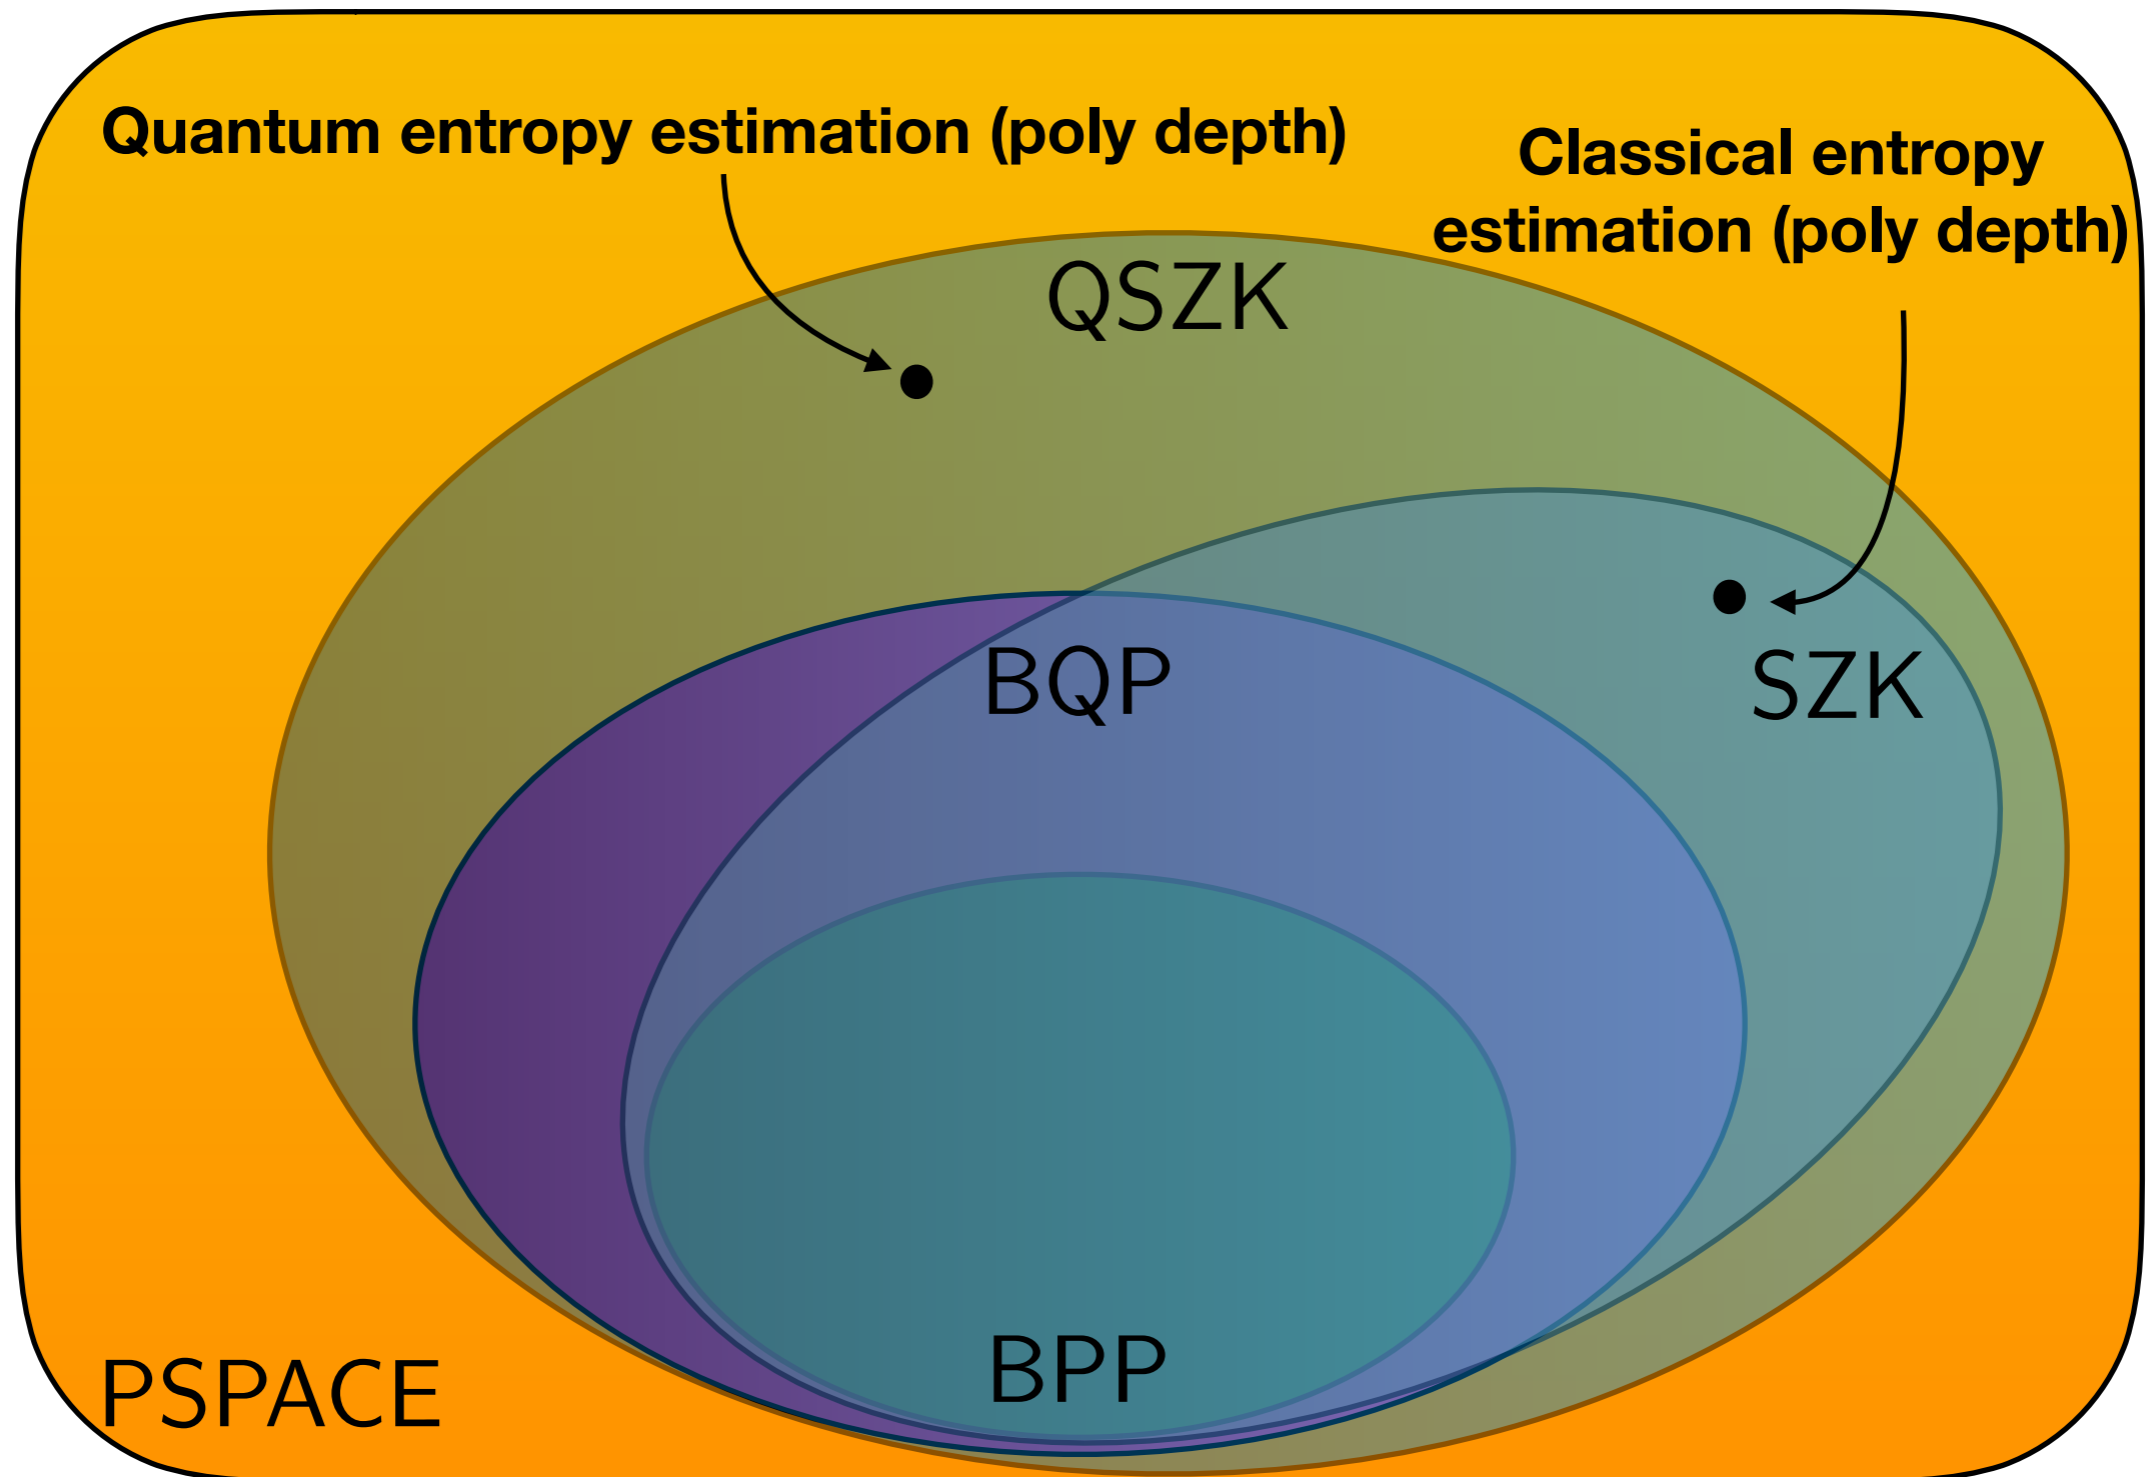 Quantum entropy estimation (poly depth)
Classical entropy
estimation (poly depth)
QSZK
BQP
SZK
BPP
PSPACE